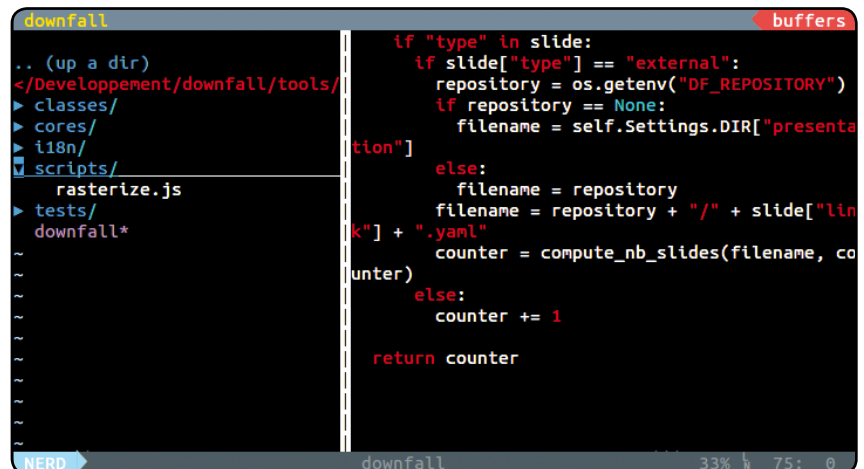 downfall
buffers
.. (up a dir)
</Developpement/downfall/tools/
▸ classes/
▸ cores/
▸ i18n/
▾ scripts/
rasterize.js
▸ tests/
downfall*
~
~
~
~
~
~
~
~
~
~
if "type" in slide:
if slide["type"] == "external":
repository = os.getenv("DF_REPOSITORY")
if repository == None:
filename = self.Settings.DIR["presenta
tion"]
else:
filename = repository
filename = repository + "/" + slide["lin
k"] + ".yaml"
counter = compute_nb_slides(filename, co
unter)
else:
counter += 1
return counter
NERD
downfall
33% ␤ 75: 0